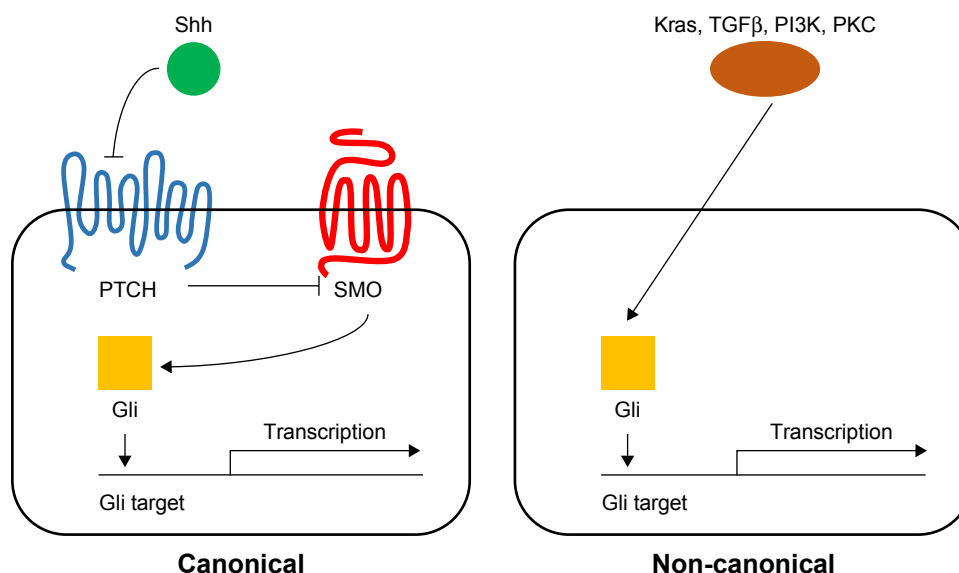 Shh
PTCH
SMO
Gli
Transcription
Gli target
Canonical
Kras, TGFβ, PI3K, PKC
Gli
Transcription
Gli target
Non-canonical